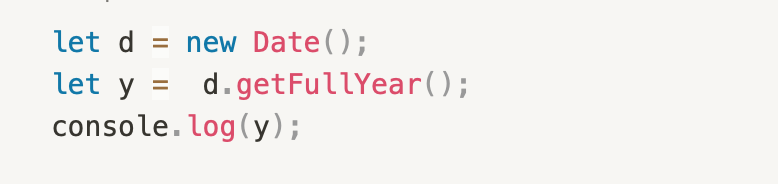 let d = new Date();
let y =  d.getFullYear();
console.log(y);